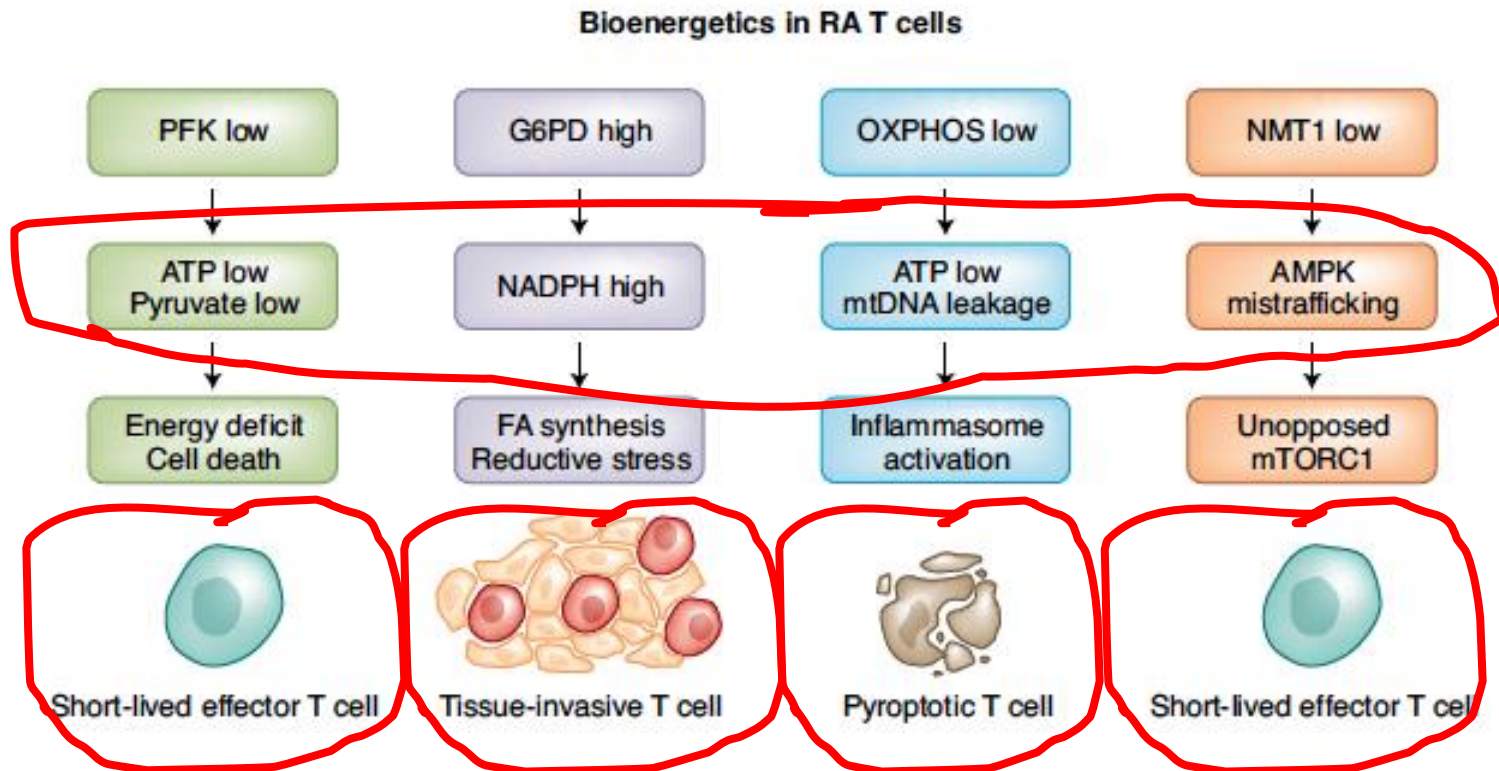 Bioenergetics in RA T cells
PFK low
G6PD high
OXPHOS low
NMT1 low
ATP low
Pyruvate low
NADPH high
ATP low
mtDNA leakage
AMPK
mistrafficking
Energy deficit
Cell death
FA synthesis
Reductive stress
Inflammasome
activation
Unopposed
mTORC1
Short-lived effector T cell
Tissue-invasive T cell
Pyroptotic T cell
Short-lived effector T cell